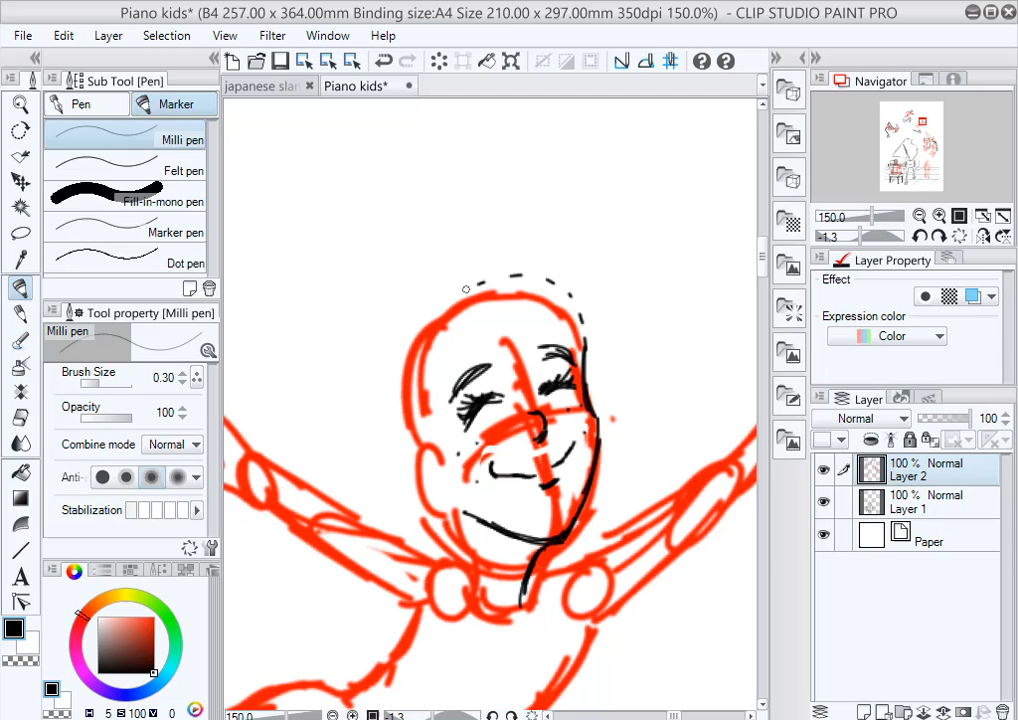 Piano kids* (B4 257.00 x 364.00mm Binding size:A4 Size 210.00 x 297.00mm 350dpi 150.0%) - CLIP STUDIO PAINT PRO
File Edit Layer Selection View Filter Window Help
Sub Tool [Pen]
Pen Marker
Milli pen
Felt pen
Fill-in-mono pen
Marker pen
Dot pen
Tool property [Milli pen]
Milli pen
Brush Size 0.30
Opacity 100
Combine mode Normal
Anti-
Stabilization
H 5 S 100 V 0
japanese slan Piano kids*
150.0 -1.3
Navigator
150.0
-1.3
Layer Property
Effect
Expression color
Color
Layer
Normal 100
100 % Normal
Layer 2
100 % Normal
Layer 1
Paper
A